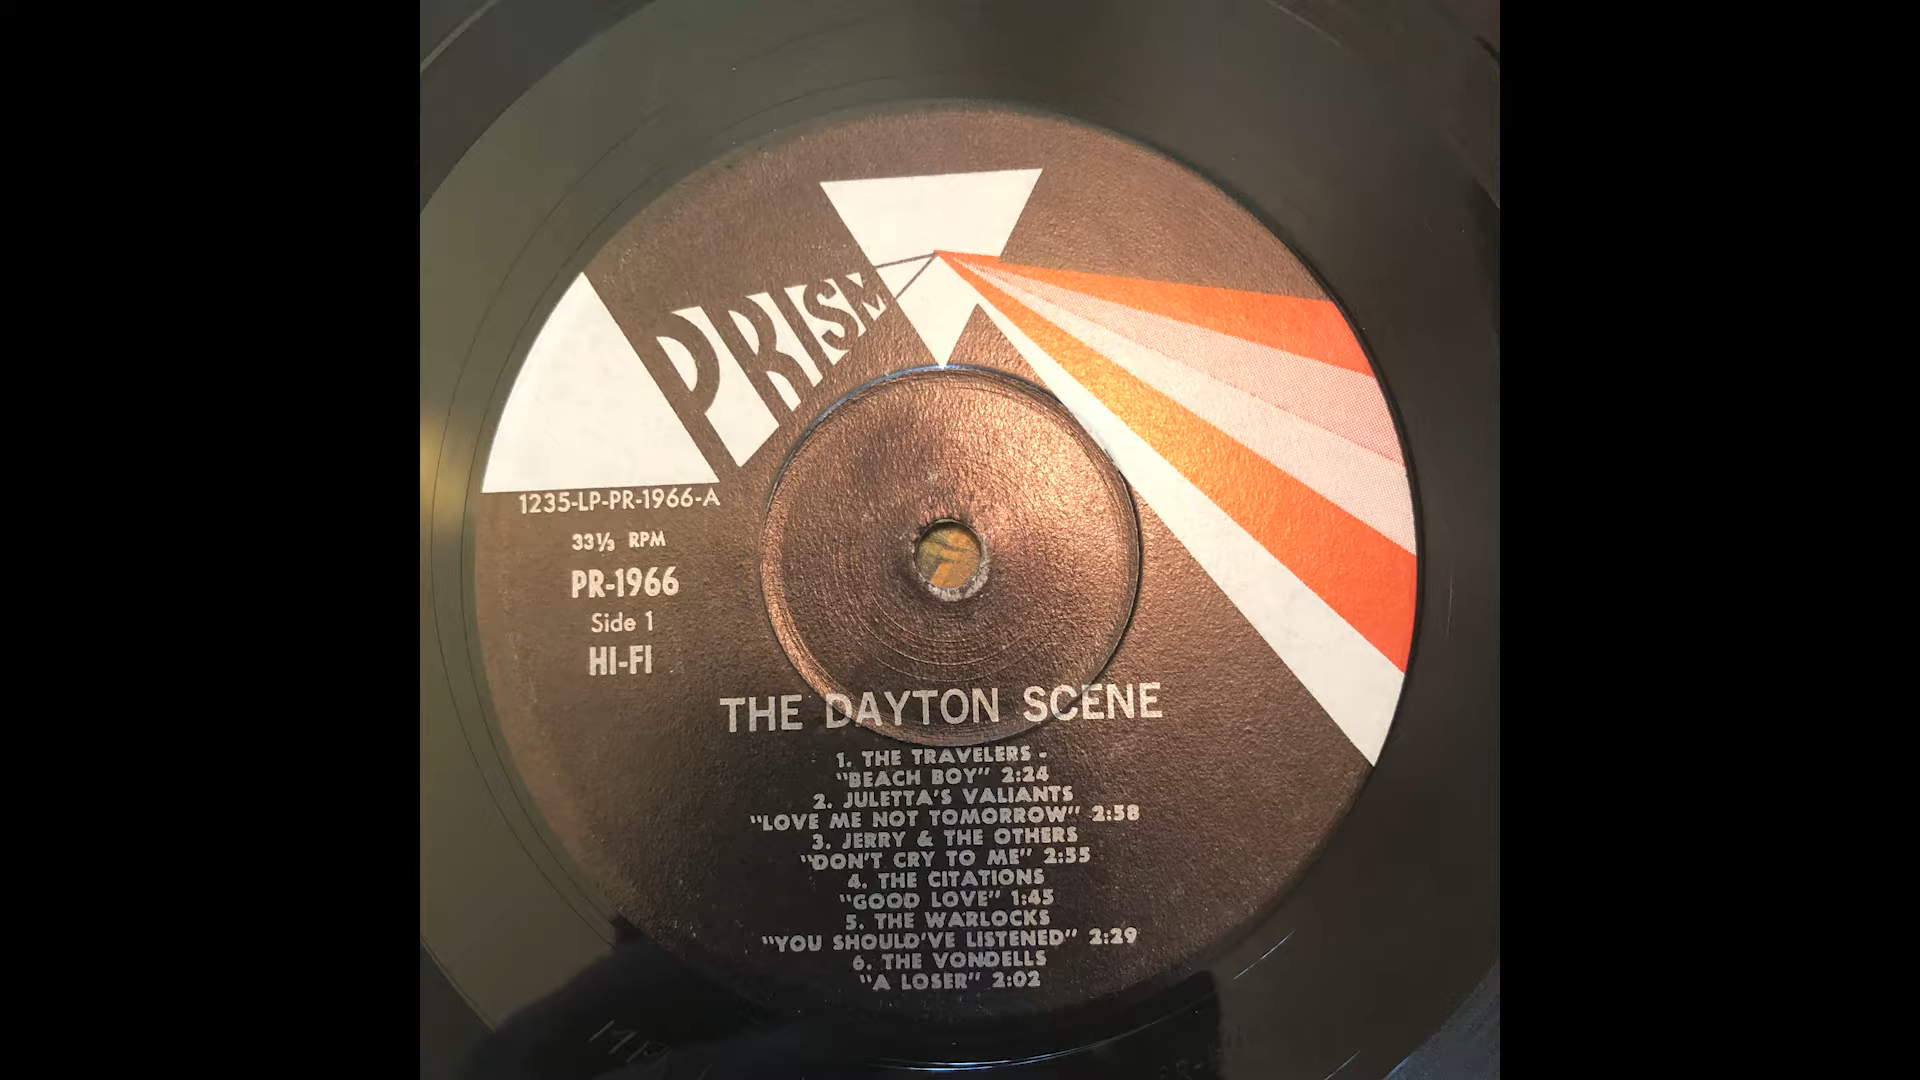 PRISM
1235-LP-PR-1966-A
33⅓ RPM
PR-1966
Side 1
HI-FI
THE DAYTON SCENE
1. THE TRAVELERS -
"BEACH BOY" 2:24
2. JULETTA'S VALIANTS
"LOVE ME NOT TOMORROW" 2:58
3. JERRY & THE OTHERS
"DON'T CRY TO ME" 2:55
4. THE CITATIONS
"GOOD LOVE" 1:45
5. THE WARLOCKS
"YOU SHOULD'VE LISTENED" 2:29
6. THE VONDELLS
"A LOSER" 2:02